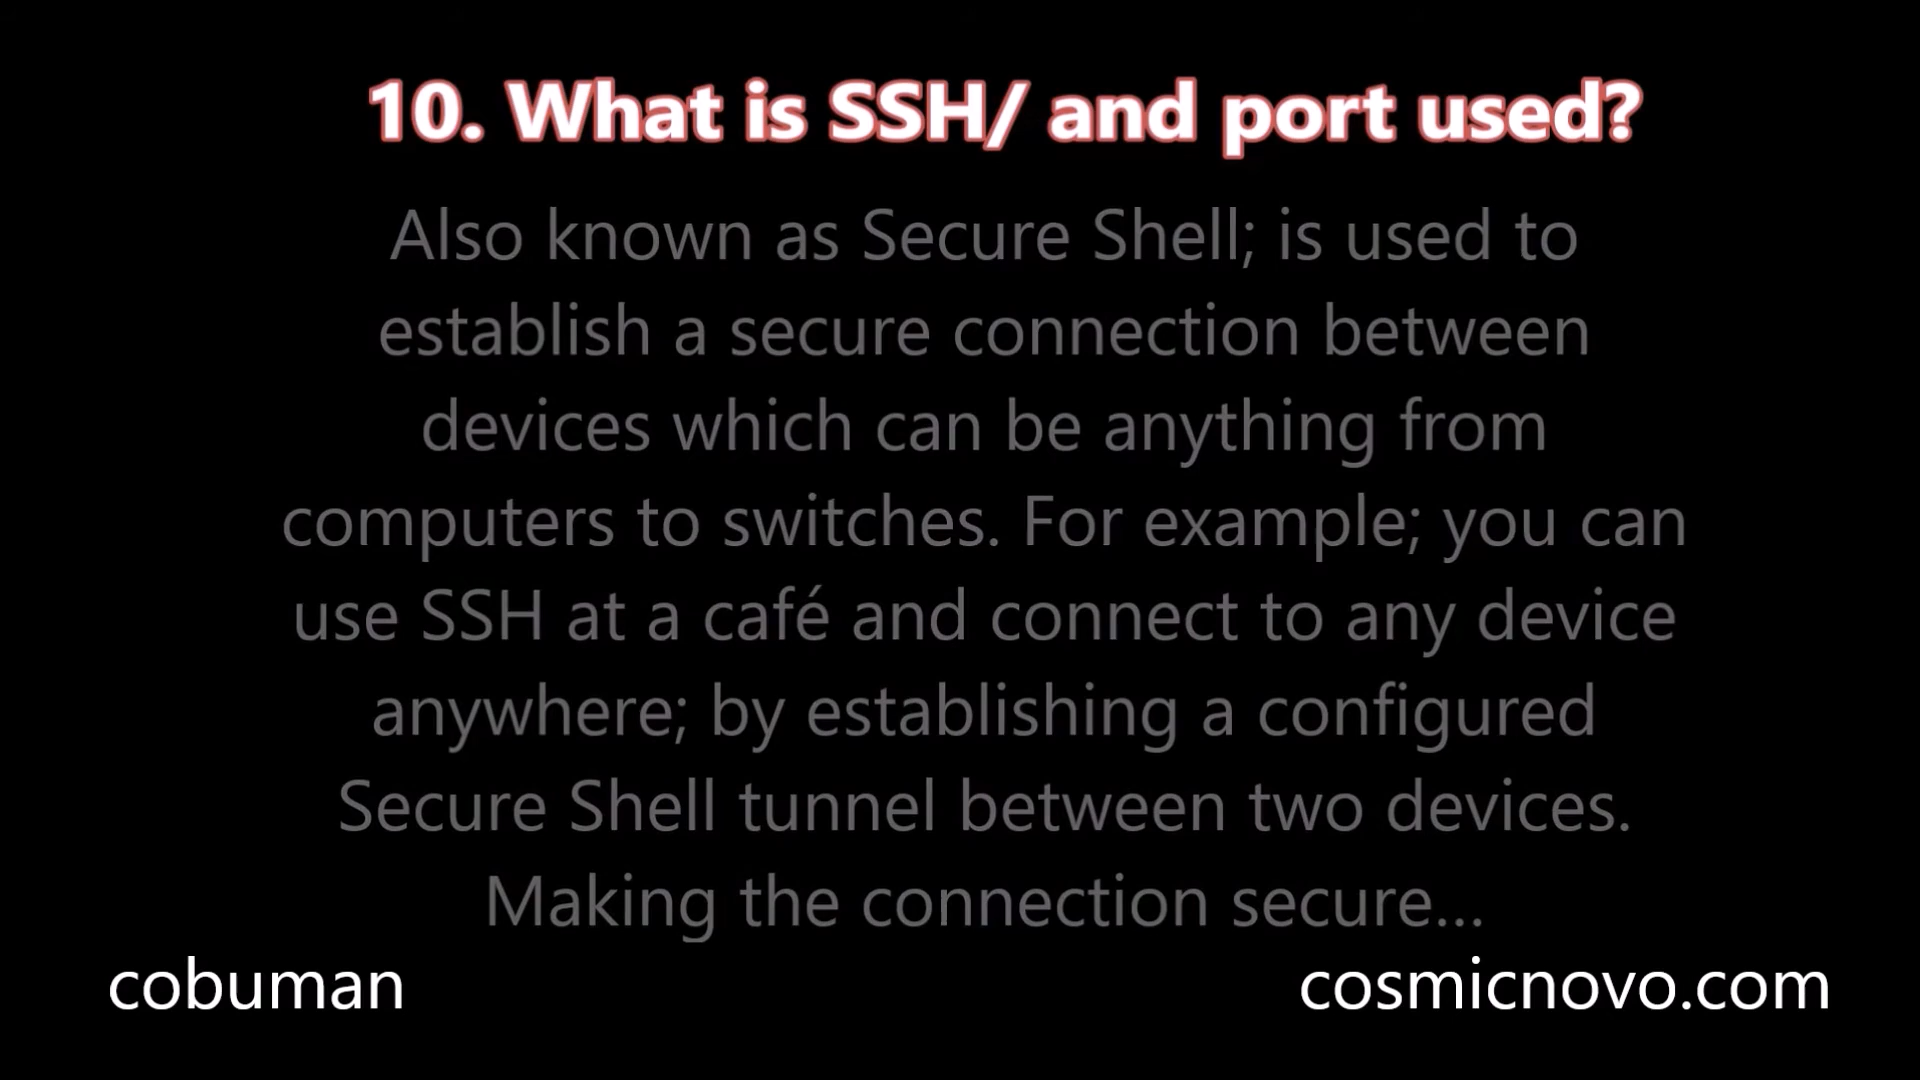 10. What is SSH/ and port used?
Also known as Secure Shell; is used to
establish a secure connection between
devices which can be anything from
computers to switches. For example; you can
use SSH at a café and connect to any device
anywhere; by establishing a configured
Secure Shell tunnel between two devices.
Making the connection secure...
cobuman
cosmicnovo.com